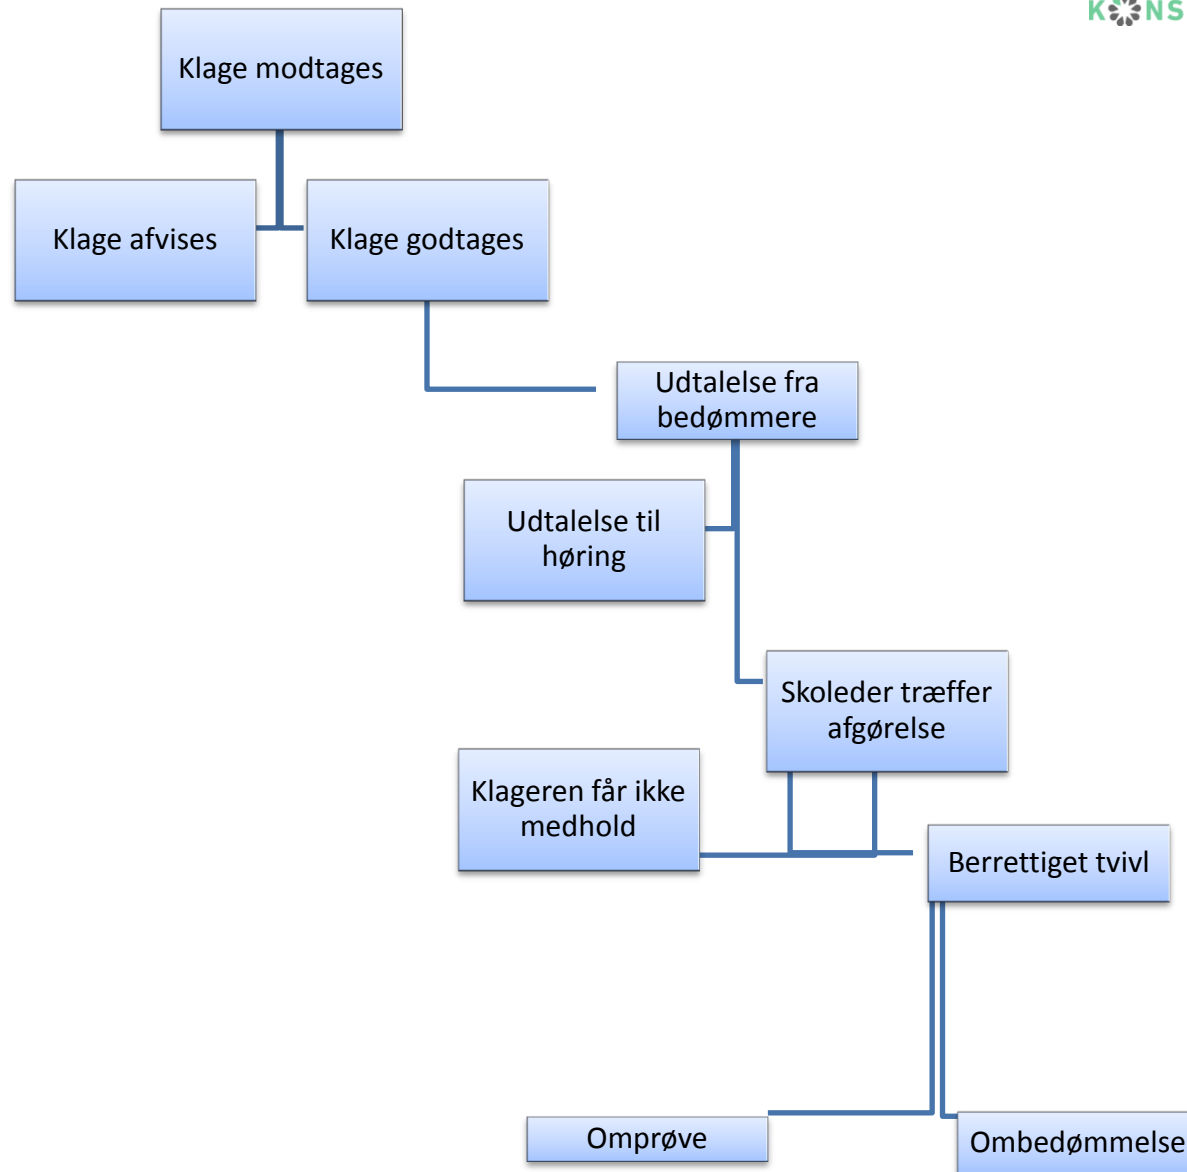 KONS
Klage modtages
Klage afvises
Klage godtages
Udtalelse fra
bedømmere
Udtalelse til
høring
Skoleder træffer
afgørelse
Klageren får ikke
medhold
Berrettiget tvivl
Omprøve
Ombedømmelse